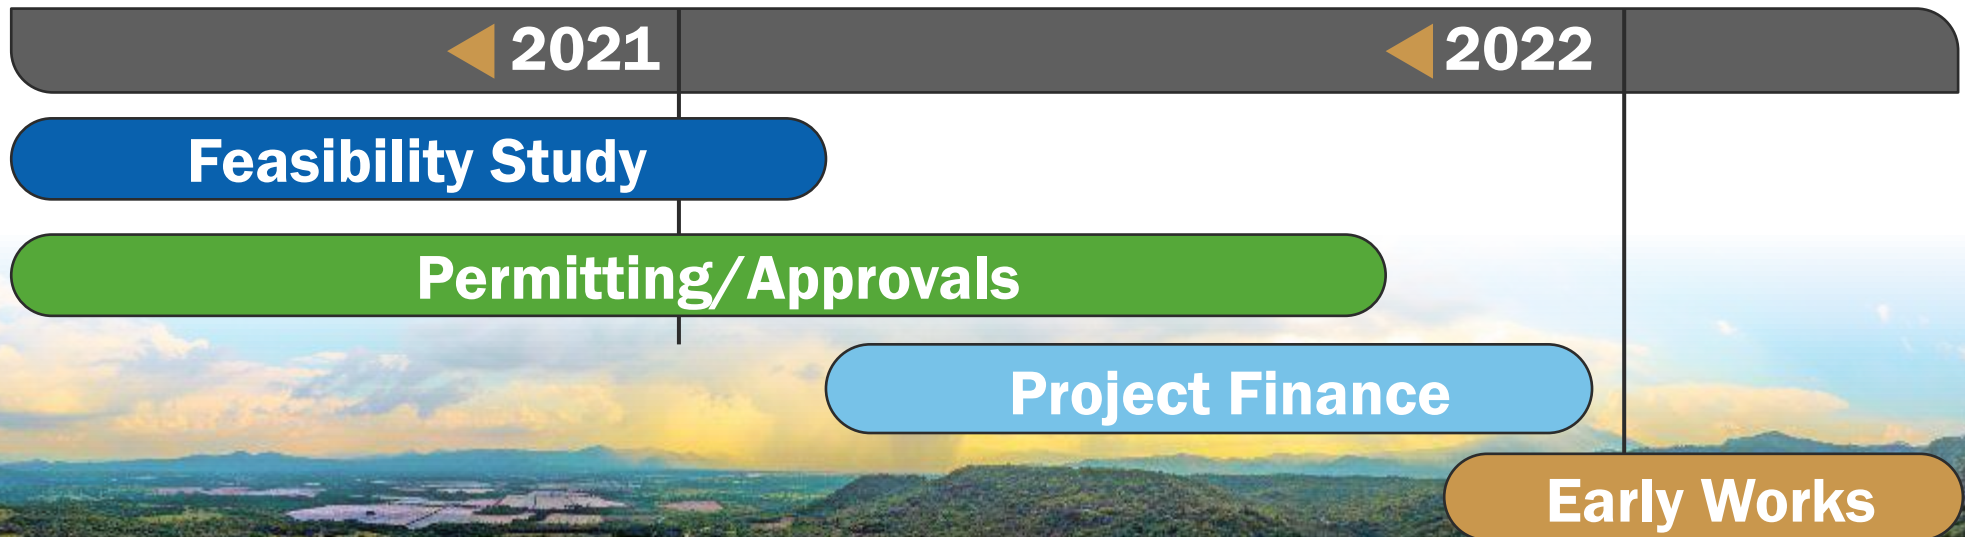 2021 2022
Feasibility Study
Permitting/Approvals
Project Finance
Early Works